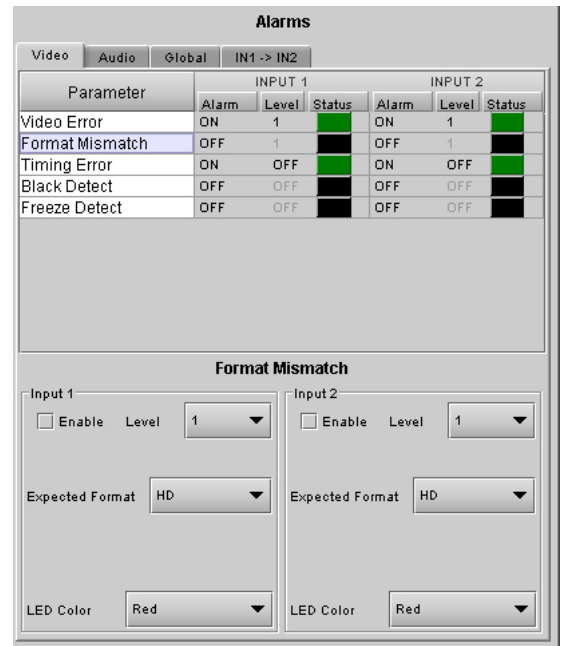 Alarms
Video Audio Global IN1 -> IN2
Parameter INPUT 1 INPUT 2
Alarm Level Status Alarm Level Status
Video Error ON 1 ON 1
Format Mismatch OFF 1 OFF 1
Timing Error ON OFF ON OFF
Black Detect OFF OFF OFF OFF
Freeze Detect OFF OFF OFF OFF
Format Mismatch
Input 1 Input 2
Enable Level 1 Enable Level 1
Expected Format HD Expected Format HD
LED Color Red LED Color Red